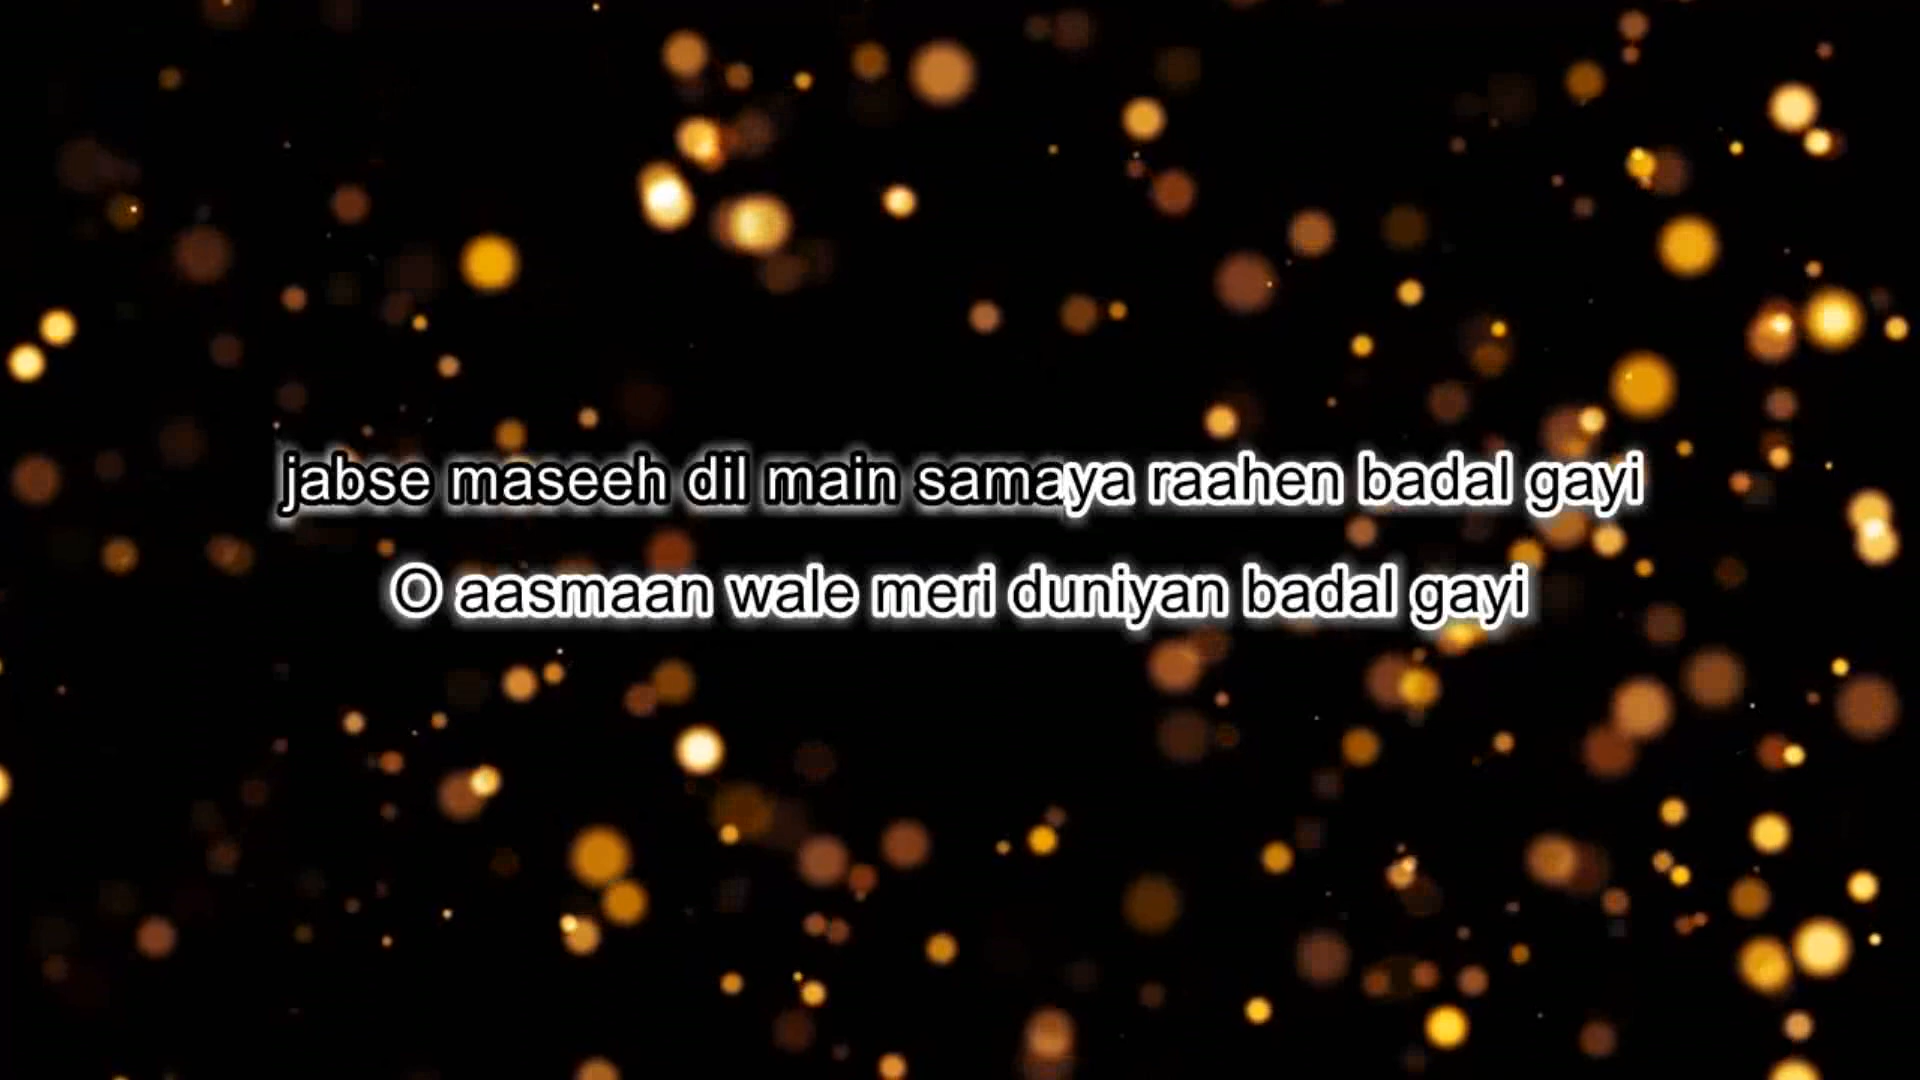 jabse maseeh dil main samaya raahen badal gayi
O aasmaan wale meri duniyan badal gayi